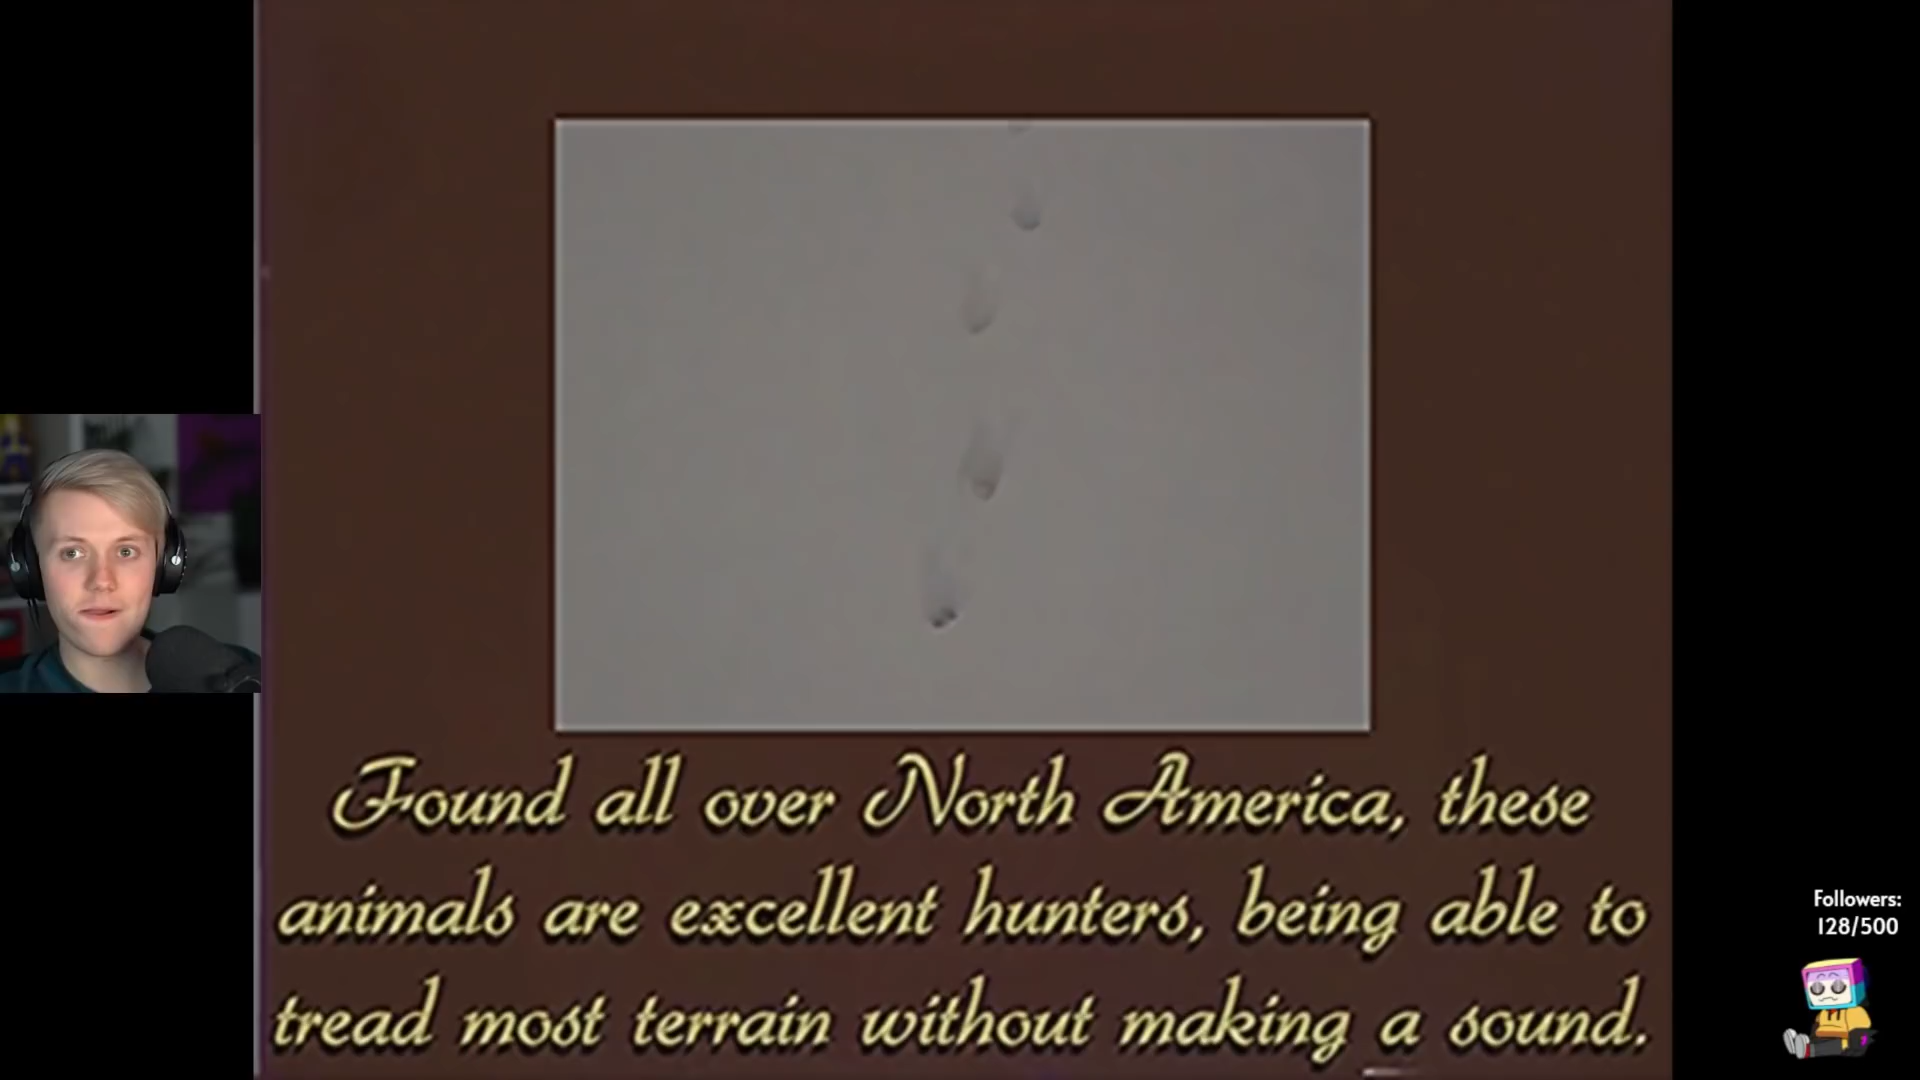 Found all over North America, these
animals are excellent hunters, being able to
tread most terrain without making a sound.
Followers:
128/500